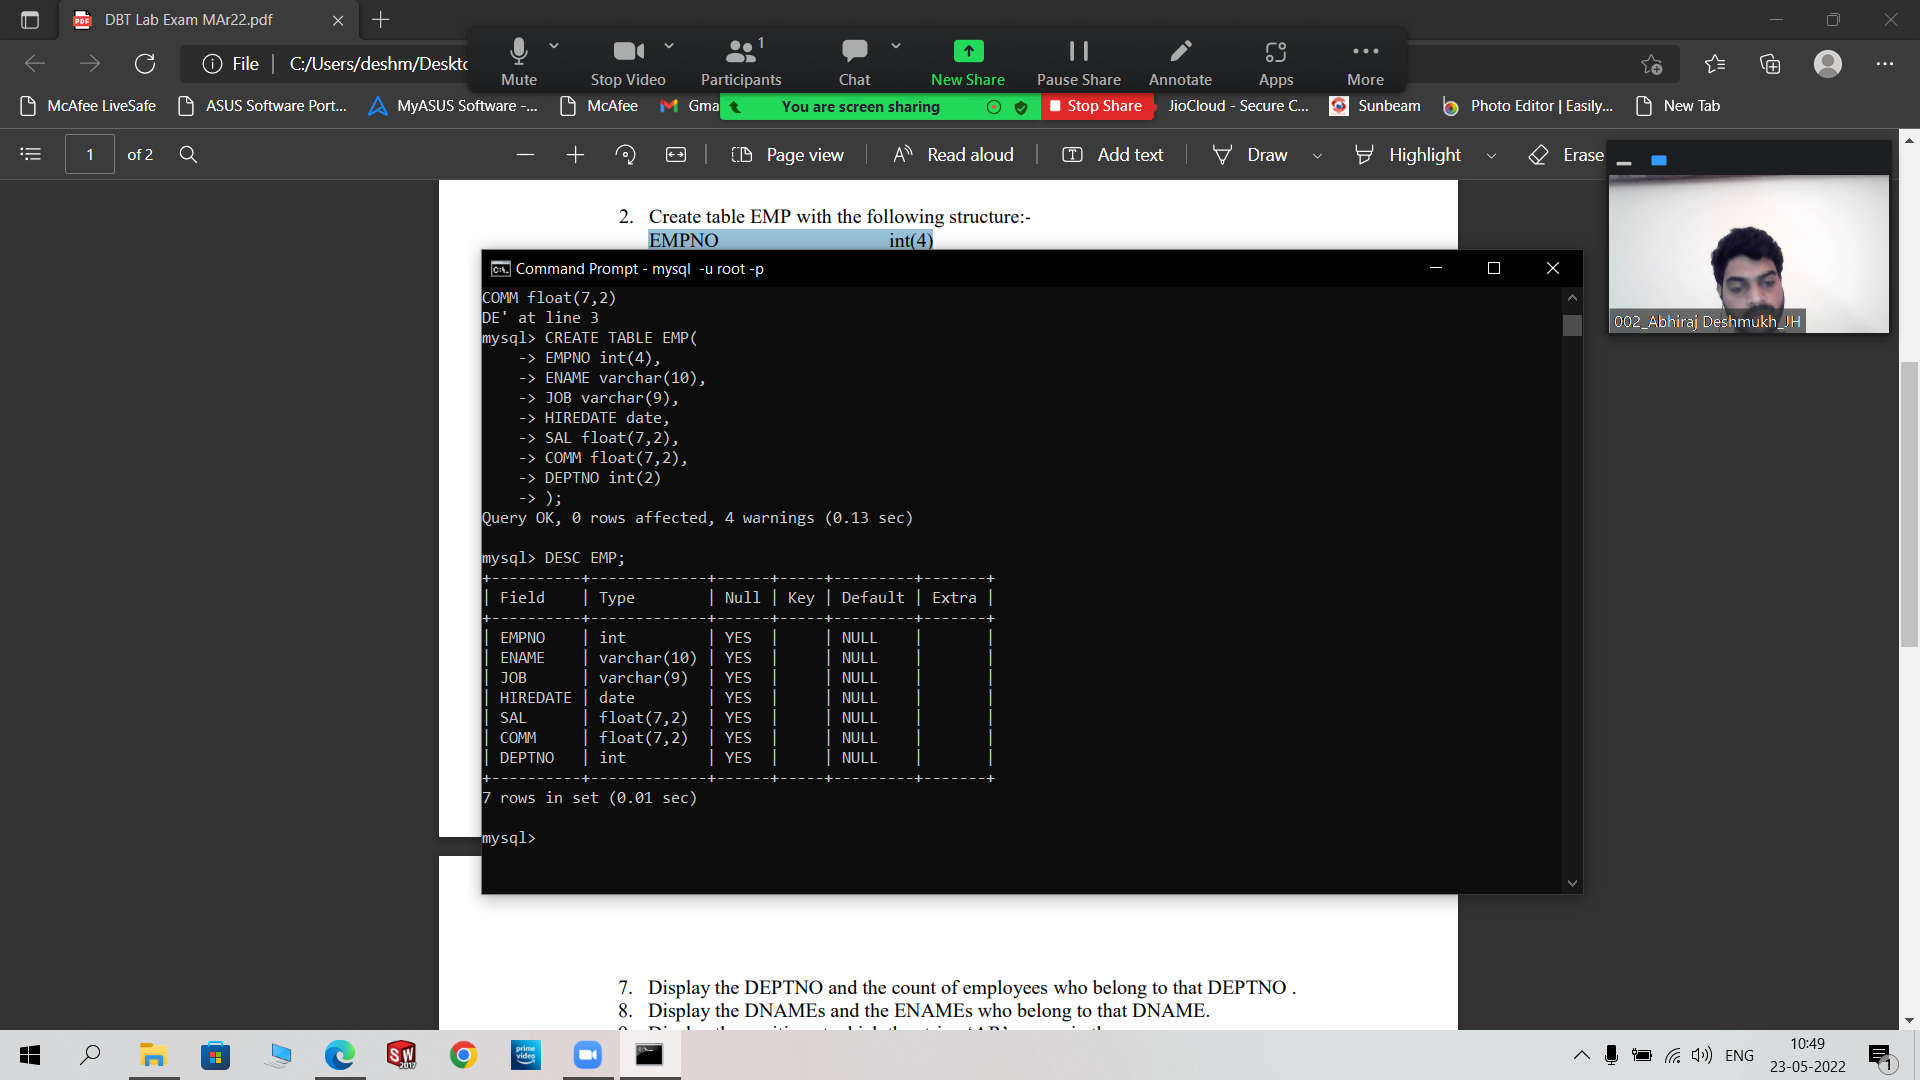 DBT Lab Exam MAr22.pdf
Mute
Stop Video
Participants
1
Chat
New Share
Pause Share
Annotate
Apps
More
File
C:/Users/deshm/Deskto
McAfee LiveSafe
ASUS Software Port...
MyASUS Software -...
McAfee
Gma
You are screen sharing
Stop Share
JioCloud - Secure C...
Sunbeam
Photo Editor | Easily...
New Tab
1
of 2
Page view
Read aloud
Add text
Draw
Highlight
Erase
002_Abhiraj Deshmukh_JH
2. Create table EMP with the following structure:-
EMPNO int(4)
Command Prompt - mysql -u root -p
COMM float(7,2)
DE' at line 3
mysql> CREATE TABLE EMP(
-> EMPNO int(4),
-> ENAME varchar(10),
-> JOB varchar(9),
-> HIREDATE date,
-> SAL float(7,2),
-> COMM float(7,2),
-> DEPTNO int(2)
-> );
Query OK, 0 rows affected, 4 warnings (0.13 sec)
mysql> DESC EMP;
+----------+-------------+------+-----+---------+-------+
| Field | Type | Null | Key | Default | Extra |
+----------+-------------+------+-----+---------+-------+
| EMPNO | int | YES | | NULL | |
| ENAME | varchar(10) | YES | | NULL | |
| JOB | varchar(9) | YES | | NULL | |
| HIREDATE | date | YES | | NULL | |
| SAL | float(7,2) | YES | | NULL | |
| COMM | float(7,2) | YES | | NULL | |
| DEPTNO | int | YES | | NULL | |
+----------+-------------+------+-----+---------+-------+
7 rows in set (0.01 sec)
mysql>
7. Display the DEPTNO and the count of employees who belong to that DEPTNO .
8. Display the DNAMEs and the ENAMEs who belong to that DNAME.
SW
2017
prime video
ENG
10:49
23-05-2022
1